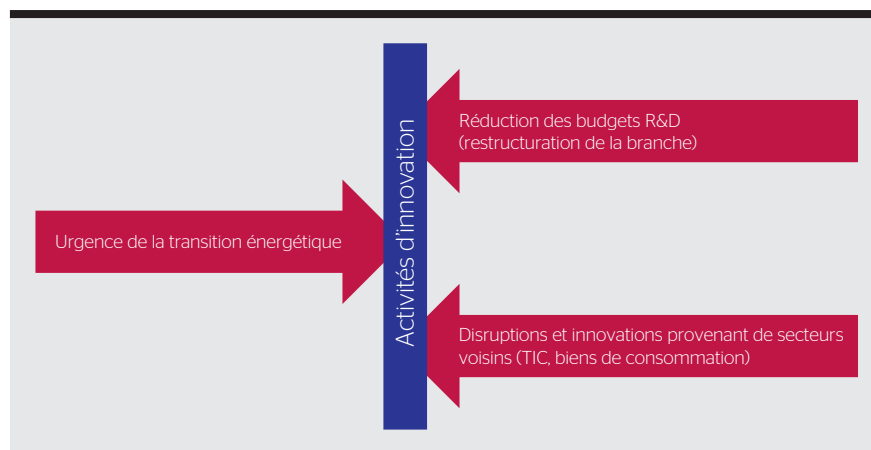 Urgence de la transition énergétique
Activités d'innovation
Réduction des budgets R&D
(restructuration de la branche)
Disruptions et innovations provenant de secteurs
voisins (TIC, biens de consommation)